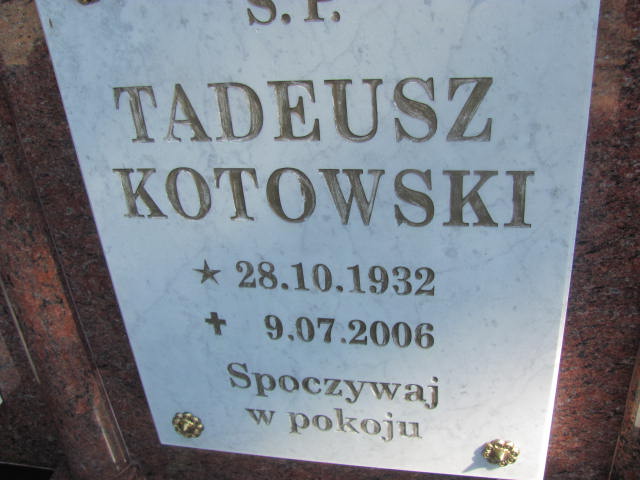 Ś.P.
TADEUSZ
KOTOWSKI
★ 28.10.1932
✝ 9.07.2006
Spoczywaj
w pokoju